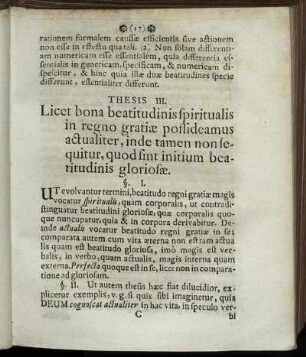 (17)
rationem formalem caussæ efficientis sive actionem
non esse in effectu quatali. (2) Non solum differenti-
am numericam esse essentialem, quia differentia es-
sentialis in genericam, specificam, & numericam di-
spescitur, & hinc quia istæ duæ beatitudines specie
differunt, essentialiter differunt.
THESIS III.
Licet bona beatitudinis spiritualis
in regno gratiæ possideamus
actualiter, inde tamen non se-
quitur, quod sint initium bea-
titudinis gloriosæ.
§. I.
UT evolvantur termini, beatitudo regni gratiæ magis
vocatur spiritualis, quam corporalis, ut contradi-
stinguatur beatitudini gloriosæ, quæ corporalis quo-
que nuncupatur, quia & in corpora derivabitur. De-
inde actualis vocatur beatitudo regni gratiæ in se;
comparata autem cum vita æterna non est tam actua
lis quam est beatitudo gloriosa, imò magis est ver-
balis, in verbo, quam actualis, magis interna quam
externa. Perfecta quoque est in se, licet non in compara-
tione ad gloriosam.
§. II. Ut autem thesis hæc fiat dilucidior, ex-
plicetur exemplis, v. g. si quis sibi imaginetur, quia
DEUM cognoscat actualiter in hac vita, in speculo ver-
C
bi